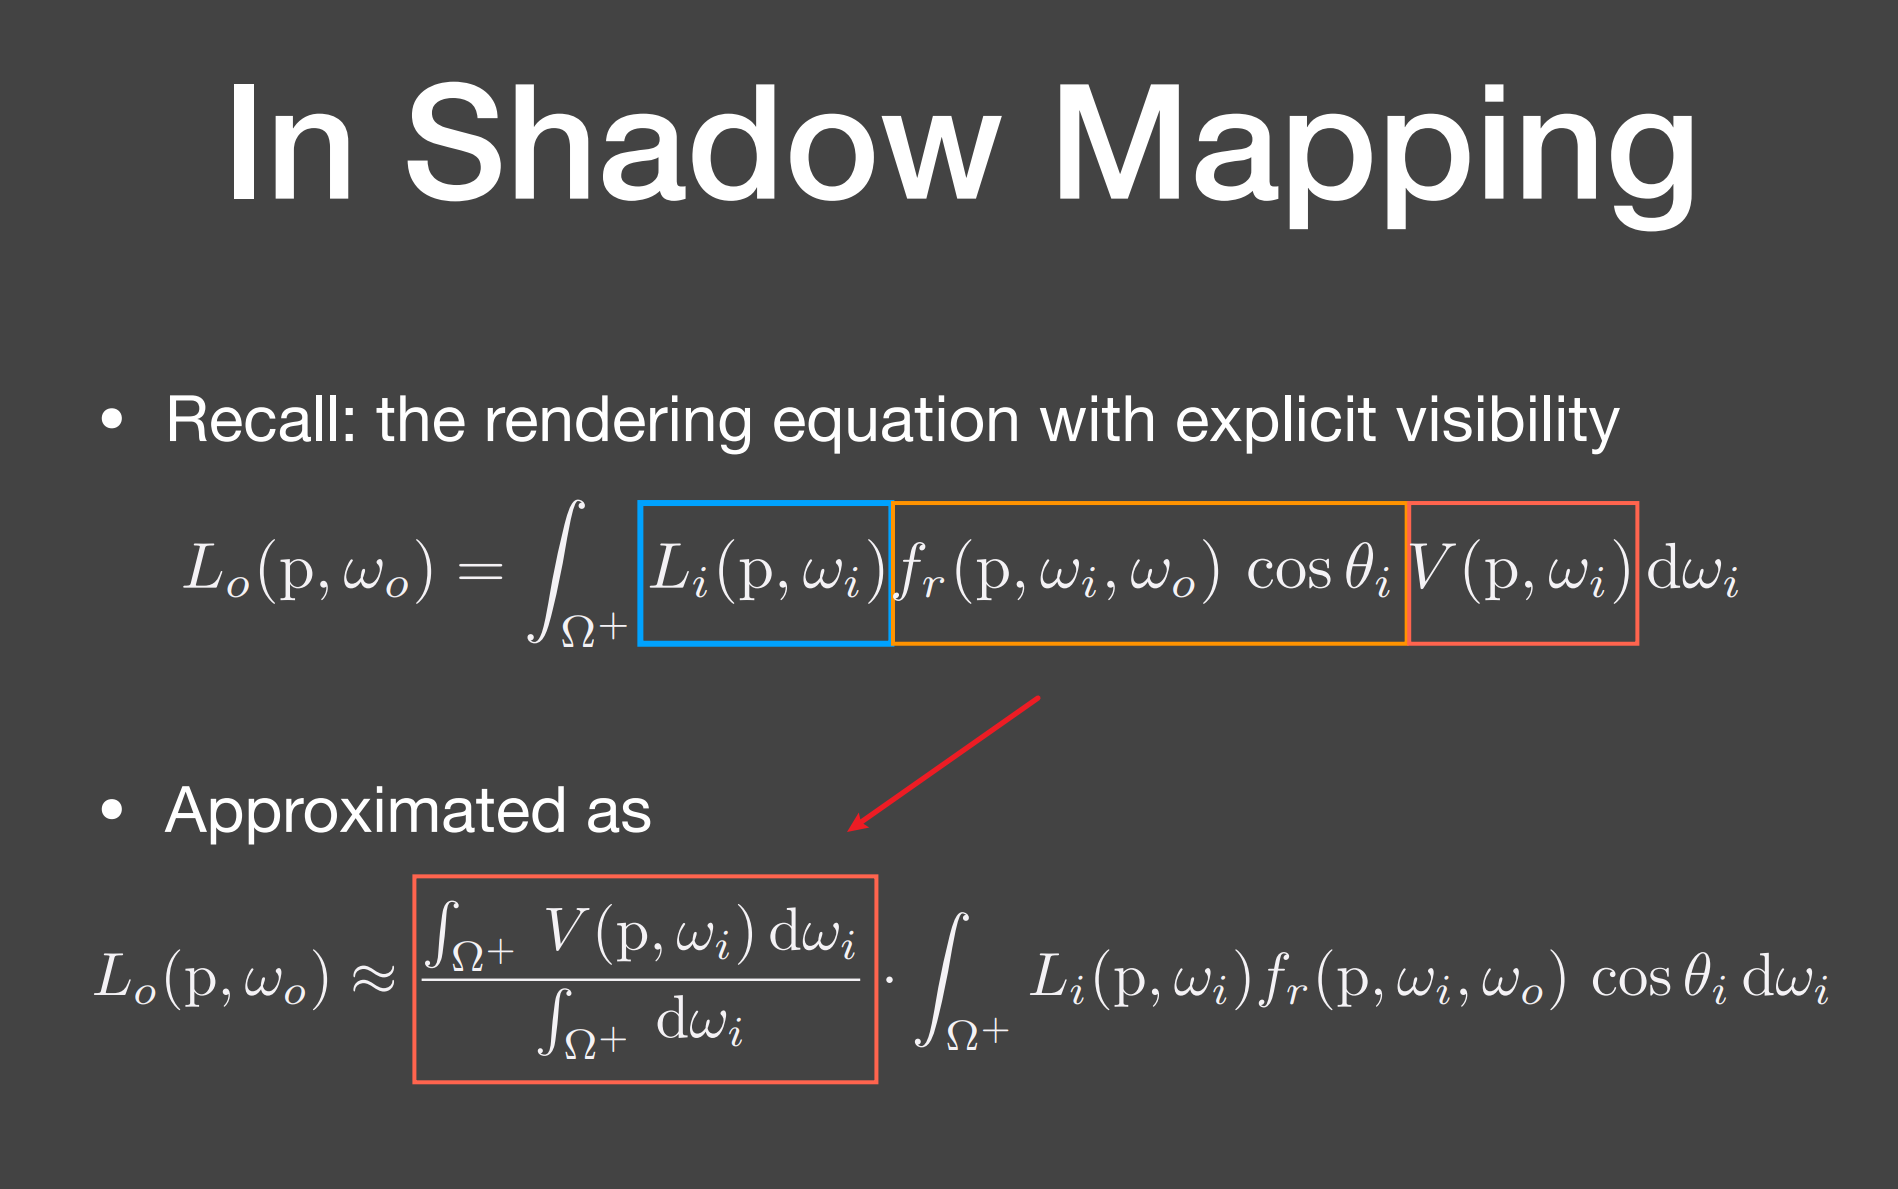 In Shadow Mapping
• Recall: the rendering equation with explicit visibility
$L_o(\mathrm{p}, \omega_o) = \int_{\Omega^+} L_i(\mathrm{p}, \omega_i) f_r(\mathrm{p}, \omega_i, \omega_o) \cos\theta_i V(\mathrm{p}, \omega_i) \, \mathrm{d}\omega_i$
• Approximated as
$L_o(\mathrm{p}, \omega_o) \approx \frac{\int_{\Omega^+} V(\mathrm{p}, \omega_i) \, \mathrm{d}\omega_i}{\int_{\Omega^+} \mathrm{d}\omega_i} \cdot \int_{\Omega^+} L_i(\mathrm{p}, \omega_i) f_r(\mathrm{p}, \omega_i, \omega_o) \cos\theta_i \, \mathrm{d}\omega_i$